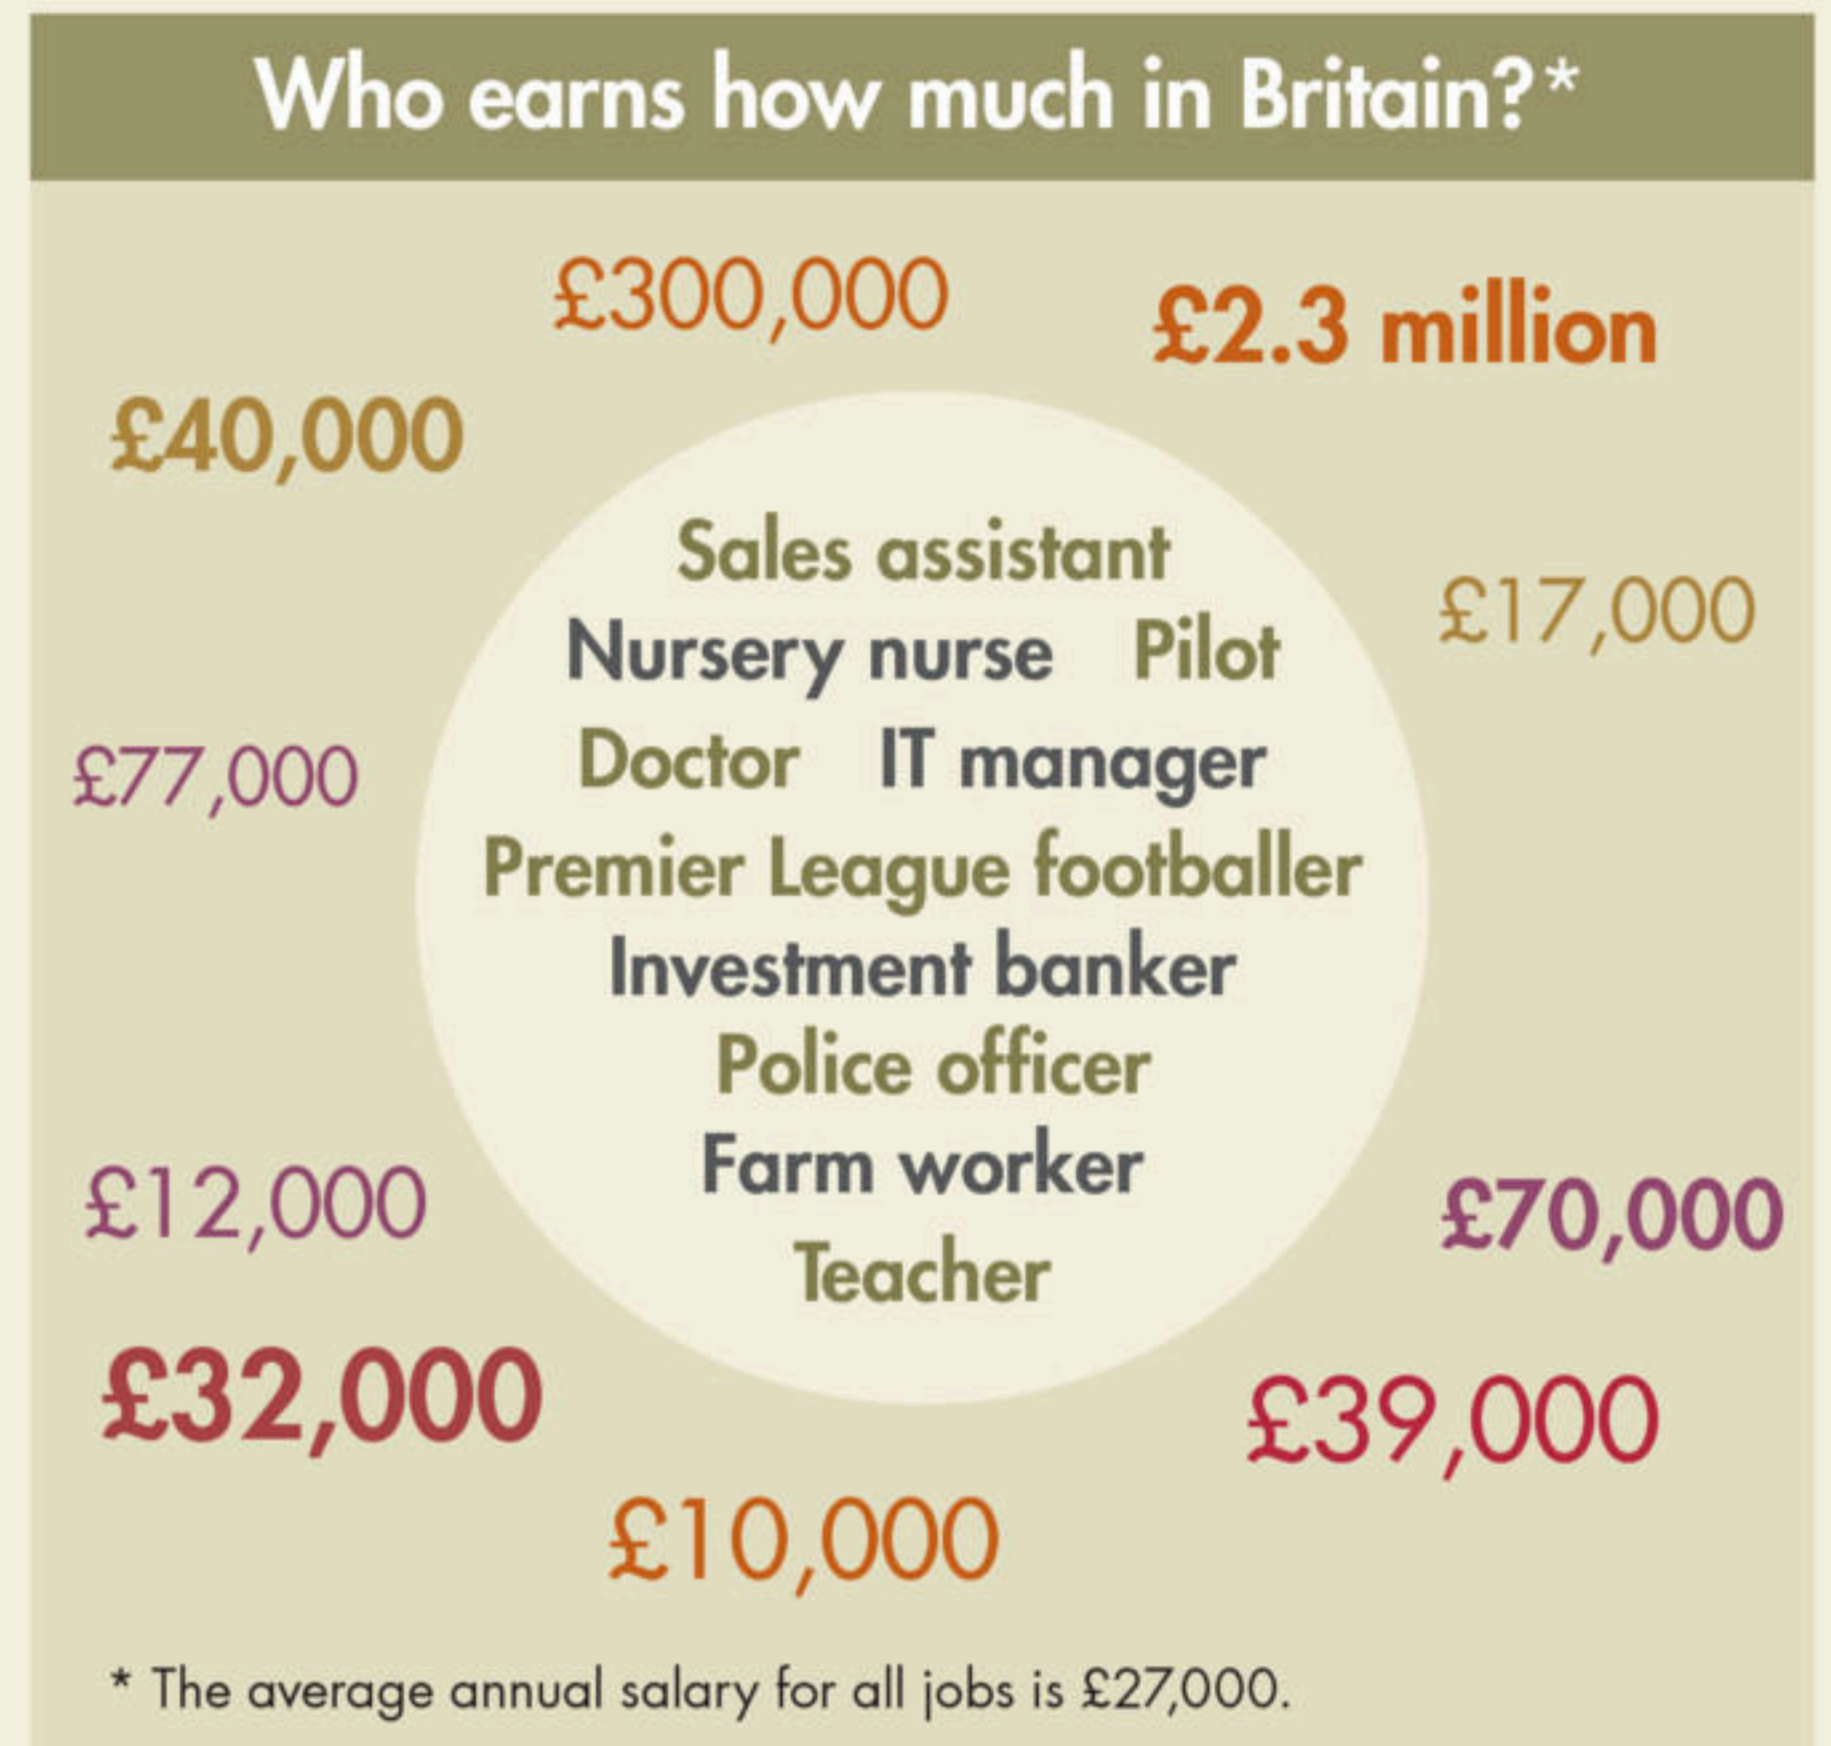 Who earns how much in Britain?*
£300,000
£2.3 million
£40,000
Sales assistant
£17,000
Nursery nurse Pilot
£77,000
Doctor IT manager
Premier League footballer
Investment banker
Police officer
Farm worker
£12,000
£70,000
Teacher
£32,000
£39,000
£10,000
* The average annual salary for all jobs is £27,000.